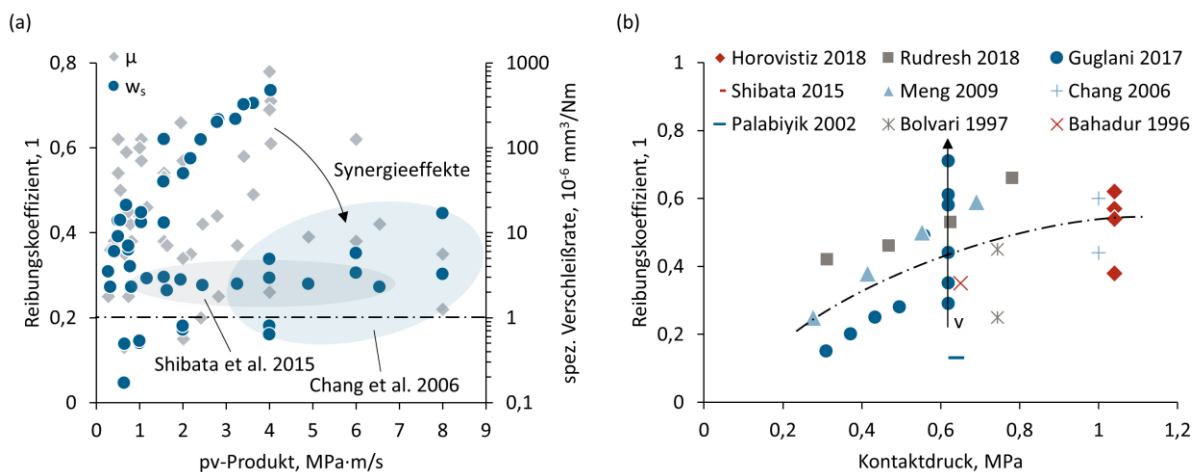 (a)
μ
wₛ
Reibungskoeffizient, 1
0,8
0,6
0,4
0,2
0
0 1 2 3 4 5 6 7 8 9
pv-Produkt, MPa·m/s
1000
100
10
1
0,1
spez. Verschleißrate, 10⁻⁶ mm³/Nm
Synergieeffekte
Shibata et al. 2015
Chang et al. 2006
(b)
Horovistiz 2018 Rudresh 2018 Guglani 2017
Shibata 2015 Meng 2009 Chang 2006
Palabiyik 2002 Bolvari 1997 Bahadur 1996
Reibungskoeffizient, 1
1
0,8
0,6
0,4
0,2
0
v
0,2 0,4 0,6 0,8 1 1,2
Kontaktdruck, MPa